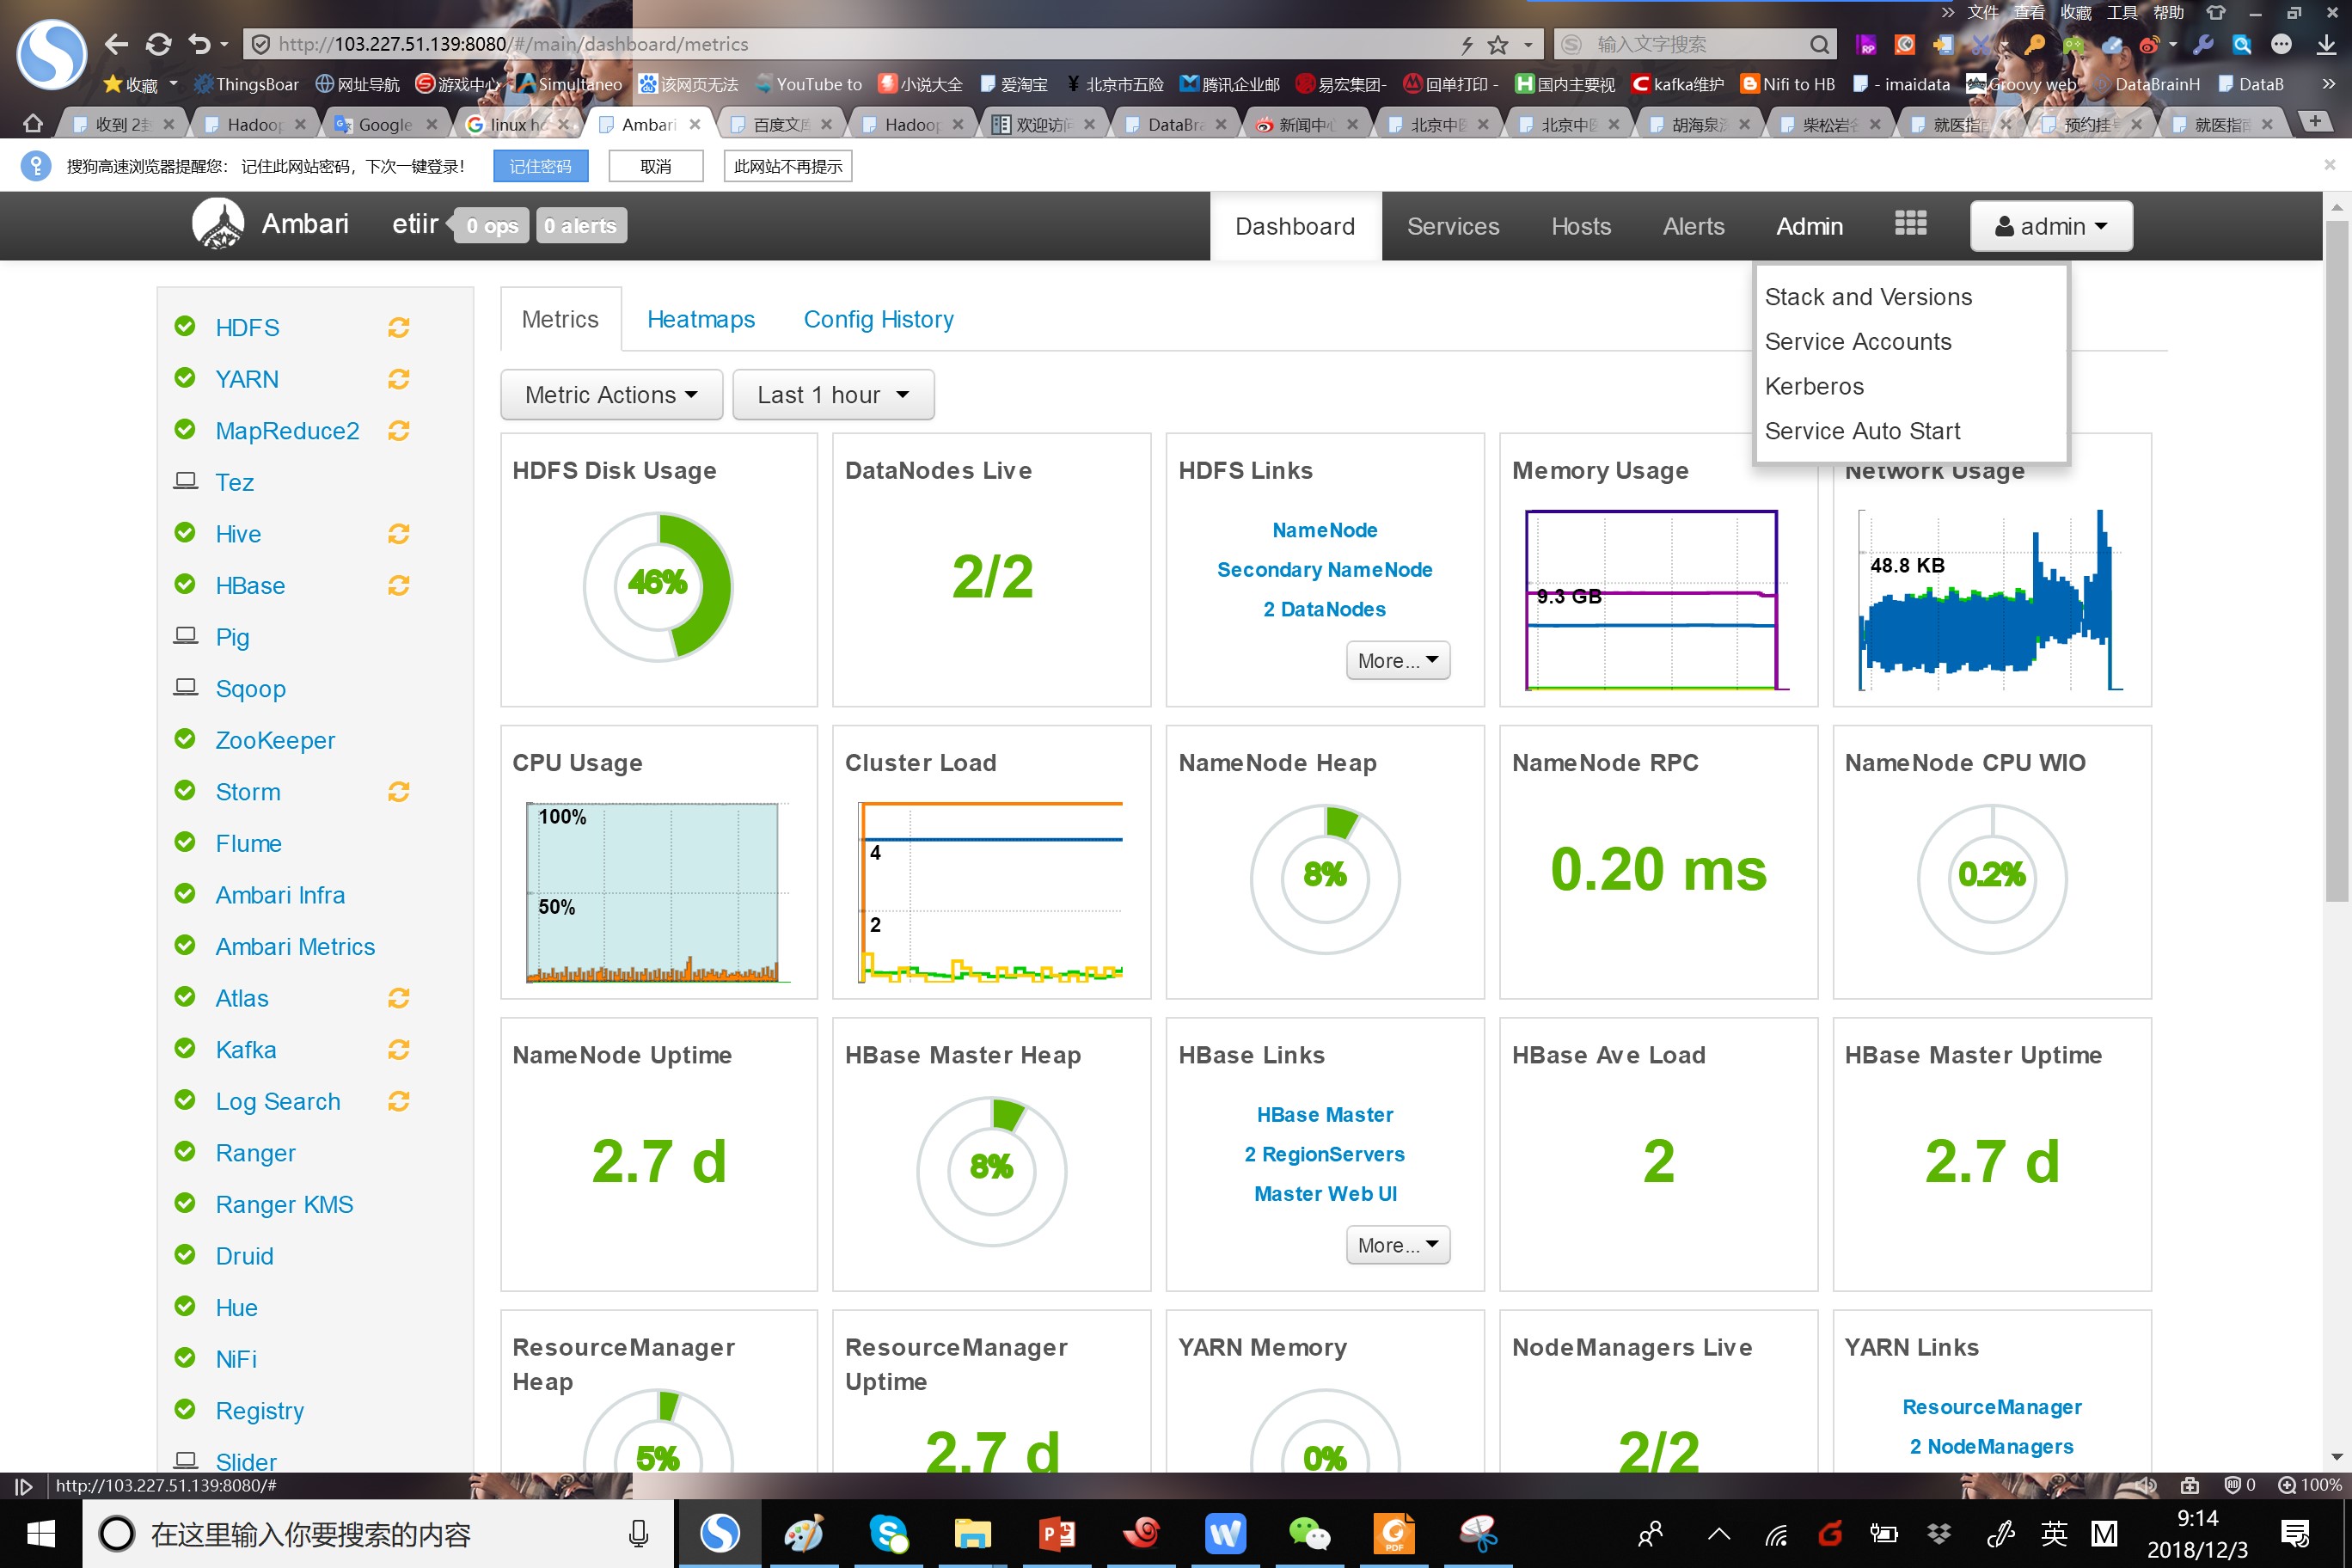 文件 查看 收藏 工具 帮助
http://103.227.51.139:8080/#/main/dashboard/metrics
输入文字搜索
收藏 ThingsBoar 网址导航 游戏中心 Simultaneo 该网页无法 YouTube to 小说大全 爱淘宝 北京市五险 腾讯企业邮 易宏集团- 回单打印 - 国内主要视 kafka维护 Nifi to HB - imaidata Groovy web DataBrainH DataB
收到 2封 Hadoop Google linux ho Ambari 百度文库 Hadoop 欢迎访问 DataBra 新闻中心 北京中医 北京中医 胡海泉深 柴松岩名 就医指南 预约挂号 就医指南
搜狗高速浏览器提醒您： 记住此网站密码，下次一键登录！ 记住密码 取消 此网站不再提示
Ambari etiir 0 ops 0 alerts Dashboard Services Hosts Alerts Admin admin
Stack and Versions
Service Accounts
Kerberos
Service Auto Start
HDFS
YARN
MapReduce2
Tez
Hive
HBase
Pig
Sqoop
ZooKeeper
Storm
Flume
Ambari Infra
Ambari Metrics
Atlas
Kafka
Log Search
Ranger
Ranger KMS
Druid
Hue
NiFi
Registry
Slider
Metrics Heatmaps Config History
Metric Actions Last 1 hour
HDFS Disk Usage
46%
DataNodes Live
2/2
HDFS Links
NameNode
Secondary NameNode
2 DataNodes
More...
Memory Usage
9.3 GB
Network Usage
48.8 KB
CPU Usage
100%
50%
Cluster Load
4
2
NameNode Heap
8%
NameNode RPC
0.20 ms
NameNode CPU WIO
0.2%
NameNode Uptime
2.7 d
HBase Master Heap
8%
HBase Links
HBase Master
2 RegionServers
Master Web UI
More...
HBase Ave Load
2
HBase Master Uptime
2.7 d
ResourceManager
Heap
5%
ResourceManager
Uptime
2.7 d
YARN Memory
0%
NodeManagers Live
2/2
YARN Links
ResourceManager
2 NodeManagers
http://103.227.51.139:8080/#
0 100%
在这里输入你要搜索的内容
英 M
9:14
2018/12/3